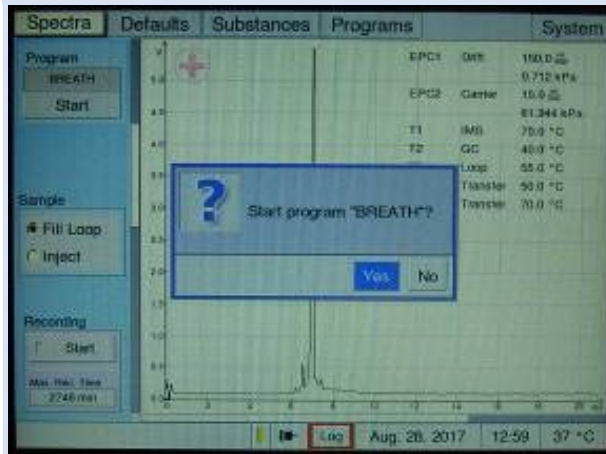 Spectra Defaults Substances Programs System
Program
BREATH
Start
Sample
Fill Loop
Inject
Recording
Start
Max. Rec. Time
2746 min
EPC1 Drift 150.0
0.712 kPa
EPC2 Carrier 15.0
61.344 kPa
T1 IMS 70.0 °C
T2 GC 40.0 °C
Loop 55.0 °C
Transfer 50.0 °C
Transfer 70.0 °C
Start program "BREATH"?
Yes No
Log Aug. 28. 2017 12:59 37 °C